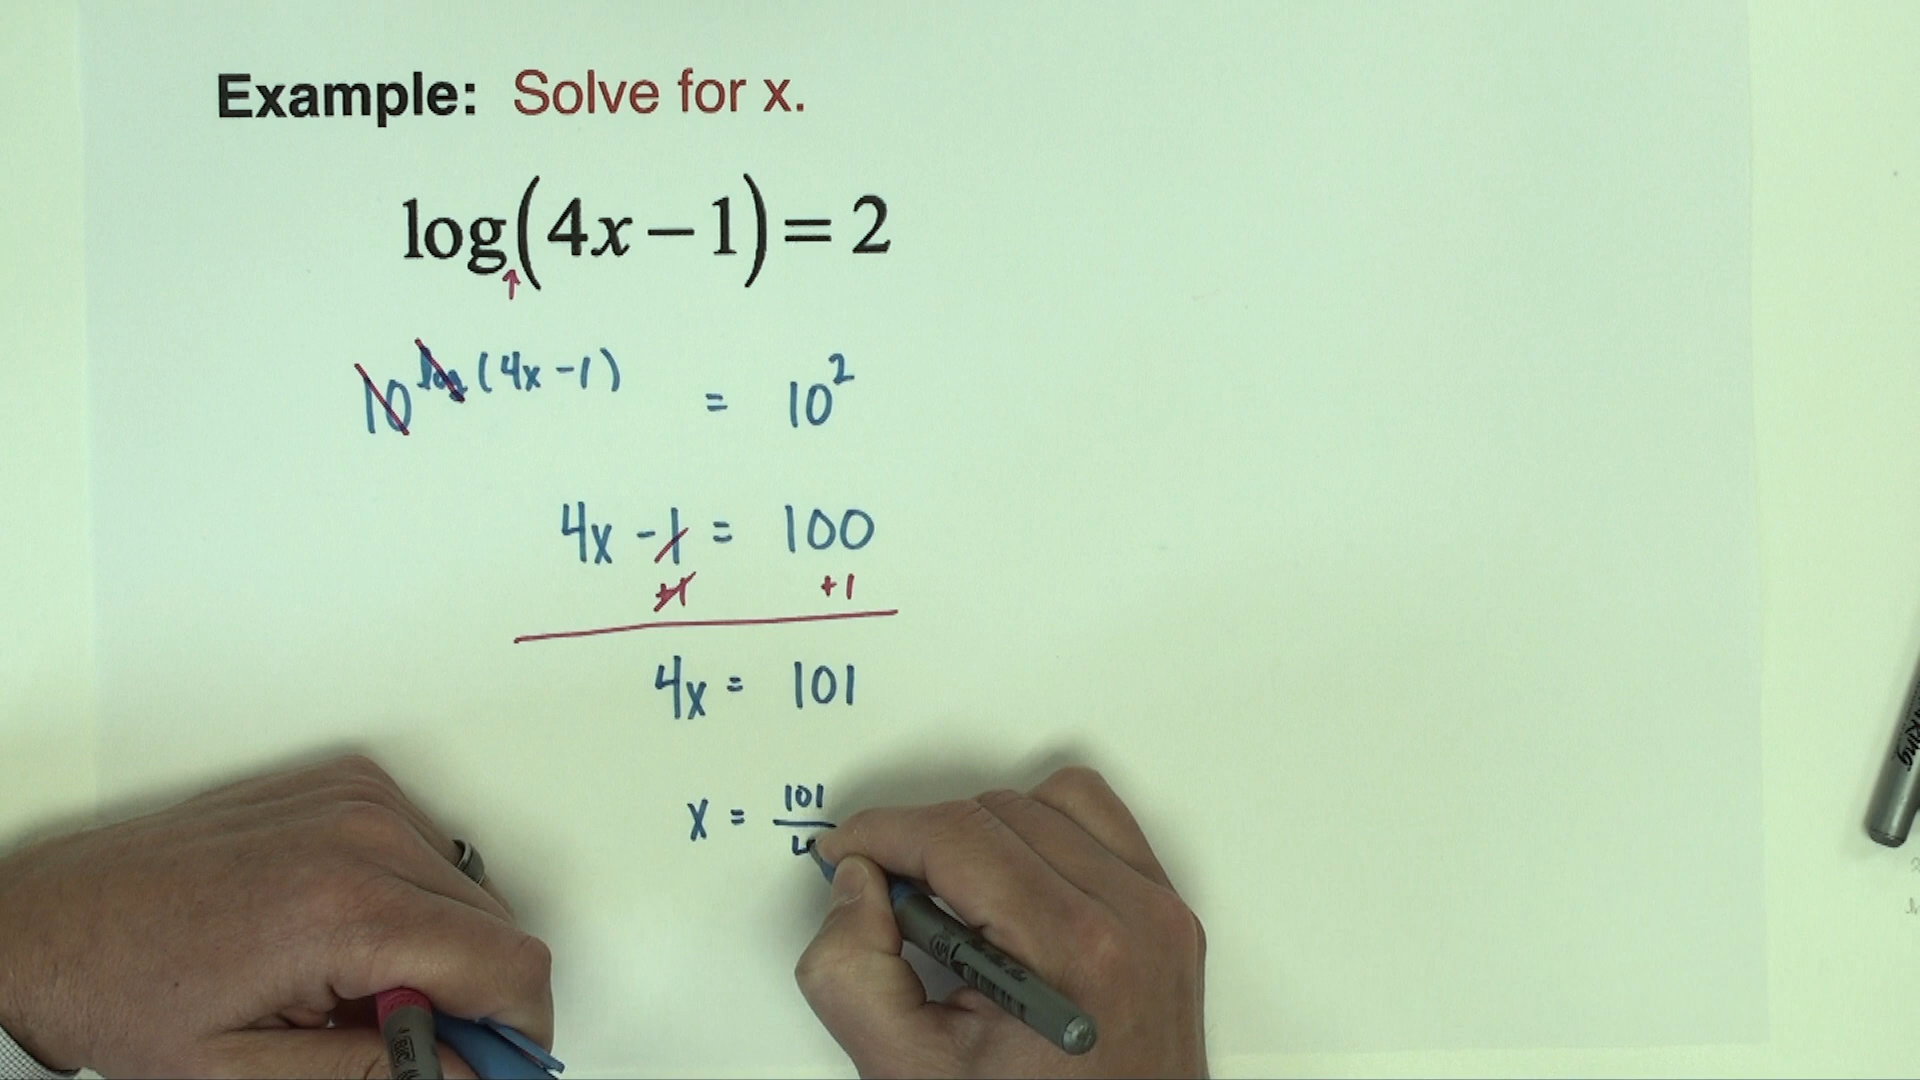 Example: Solve for x.
log(4x−1)=2
10^log(4x−1) = 10^2
4x −1 = 100
+1 +1
4x = 101
x = 101/4